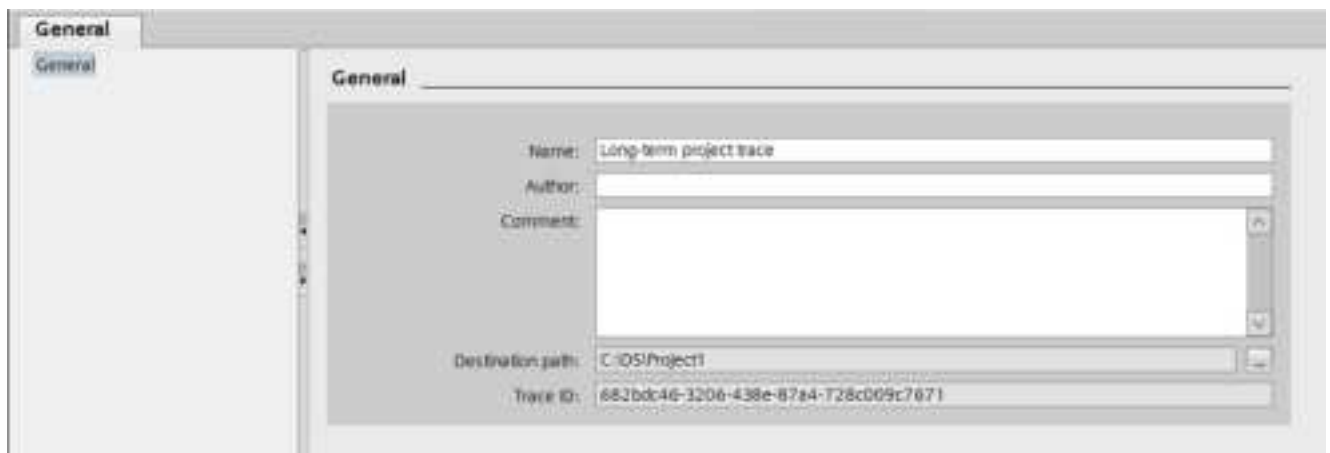 General
General
General
Name: Long-term project trace
Author:
Comment:
Destination path: C:\DS\Project1 ...
Trace ID: 682bdc46-3206-438e-87a4-728c009c7671